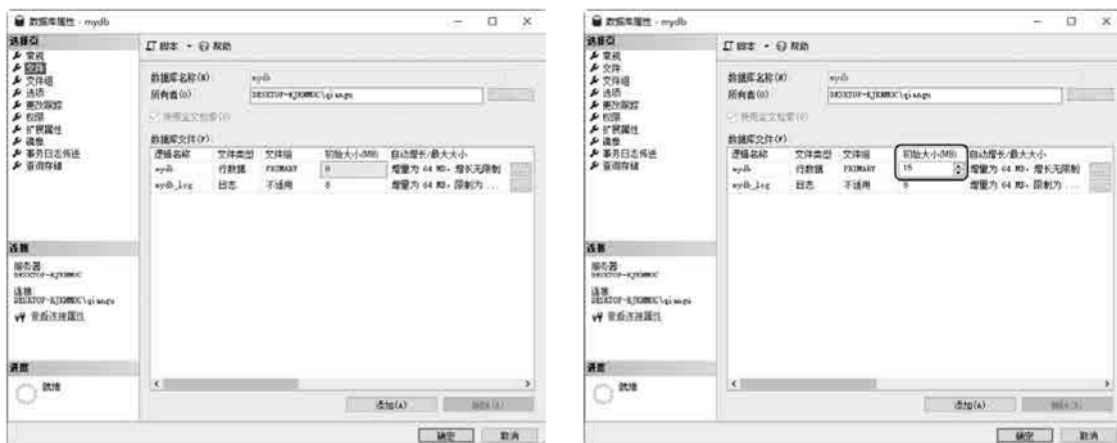 数据库属性 - mydb
选择页
常规
文件
文件组
选项
更改跟踪
权限
扩展属性
镜像
事务日志传送
查询存储
脚本 帮助
数据库名称(N): mydb
所有者(O):
使用全文检索(U)
数据库文件(F):
逻辑名称 文件类型 文件组 初始大小(MB) 自动增长/最大大小
mydb 行数据 PRIMARY 8 增量为 64 MB，增长无限制
mydb_log 日志 不适用 8 增量为 64 MB，限制为 ...
连接
服务器:
连接:
查看连接属性
进度
就绪
添加(A) 删除(R)
确定 取消
数据库属性 - mydb
选择页
常规
文件
文件组
选项
更改跟踪
权限
扩展属性
镜像
事务日志传送
查询存储
脚本 帮助
数据库名称(N): mydb
所有者(O):
使用全文检索(U)
数据库文件(F):
逻辑名称 文件类型 文件组 初始大小(MB) 自动增长/最大大小
mydb 行数据 PRIMARY 15 增量为 64 MB，增长无限制
mydb_log 日志 不适用 8 增量为 64 MB，限制为 ...
连接
服务器:
连接:
查看连接属性
进度
就绪
添加(A) 删除(R)
确定 取消